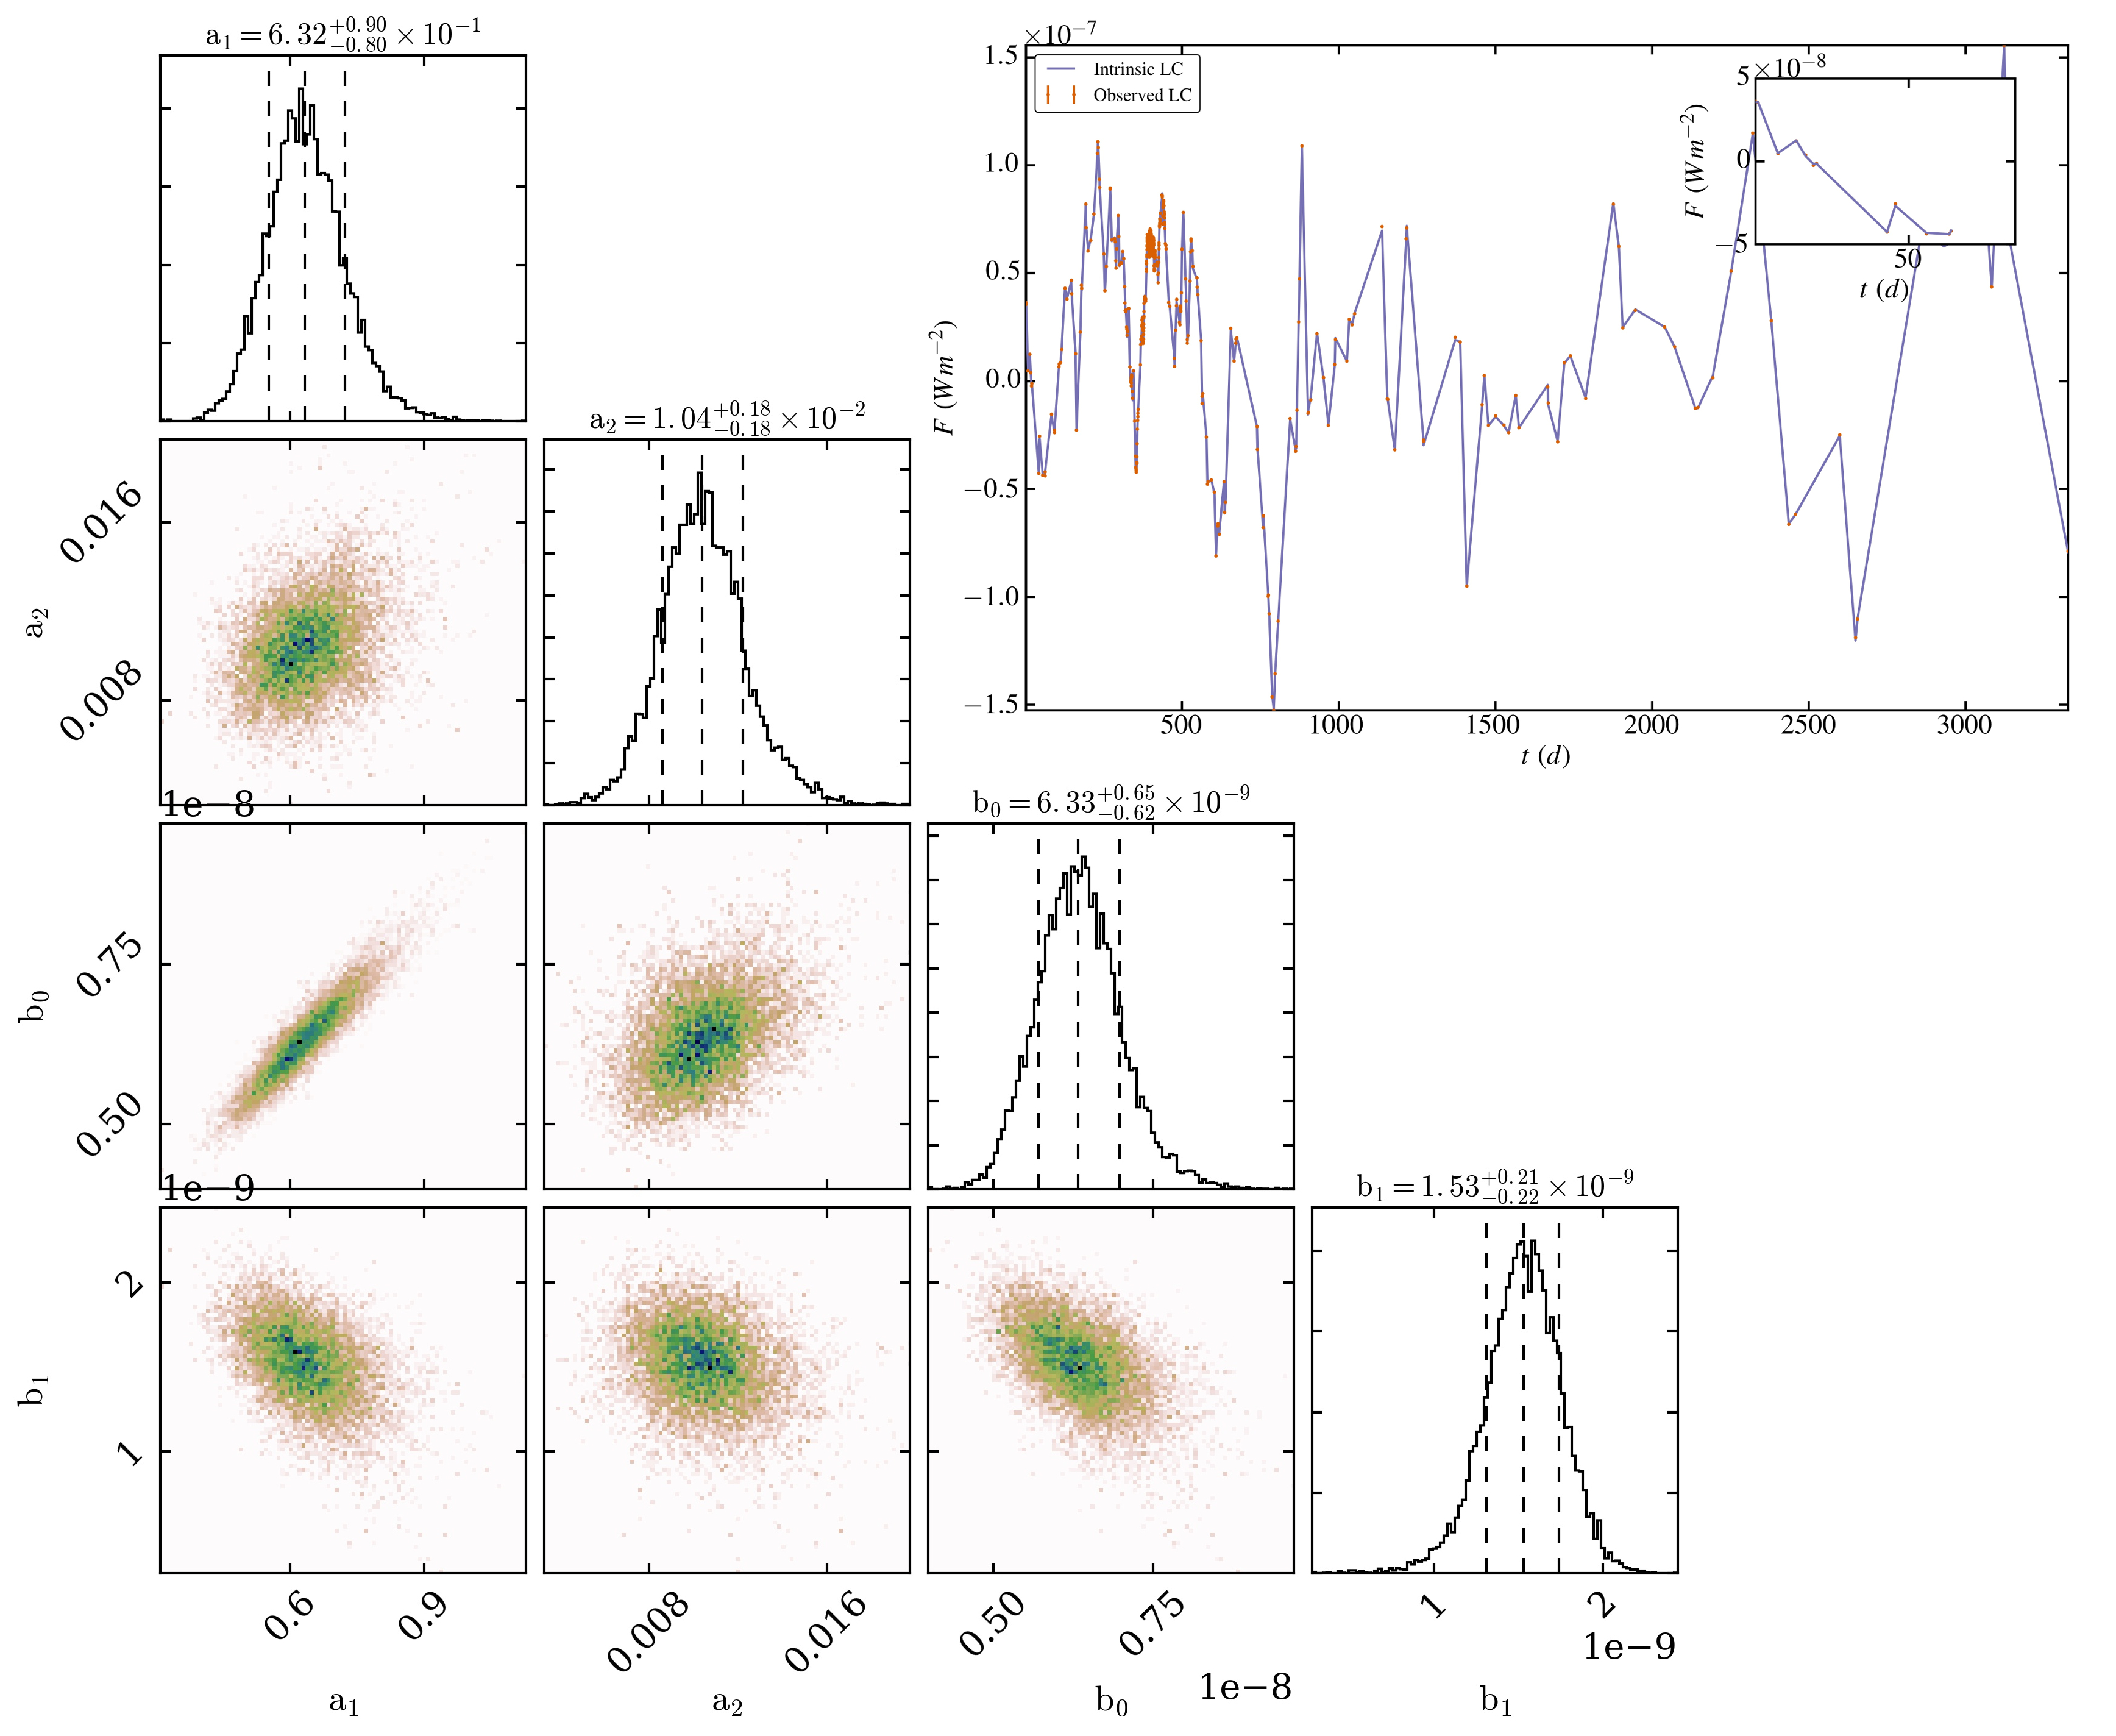 a₁ = 6.32⁺⁰·⁹⁰₋₀.₈₀ × 10⁻¹
×10⁻⁷
Intrinsic LC
Observed LC
1.5
1.0
0.5
0.0
−0.5
−1.0
−1.5
F (Wm⁻²)
500
1000
1500
2000
2500
3000
t (d)
5×10⁻⁸
0
−5
F (Wm⁻²)
50
t (d)
a₂ = 1.04⁺⁰·¹⁸₋₀.₁₈ × 10⁻²
0.016
0.008
a₂
b₀ = 6.33⁺⁰·⁶⁵₋₀.₆₂ × 10⁻⁹
1e−8
0.75
0.50
b₀
b₁ = 1.53⁺⁰·²¹₋₀.₂₂ × 10⁻⁹
1e−9
2
1
b₁
0.6
0.9
0.008
0.016
0.50
0.75
1
2
1e−9
1e−8
a₁
a₂
b₀
b₁